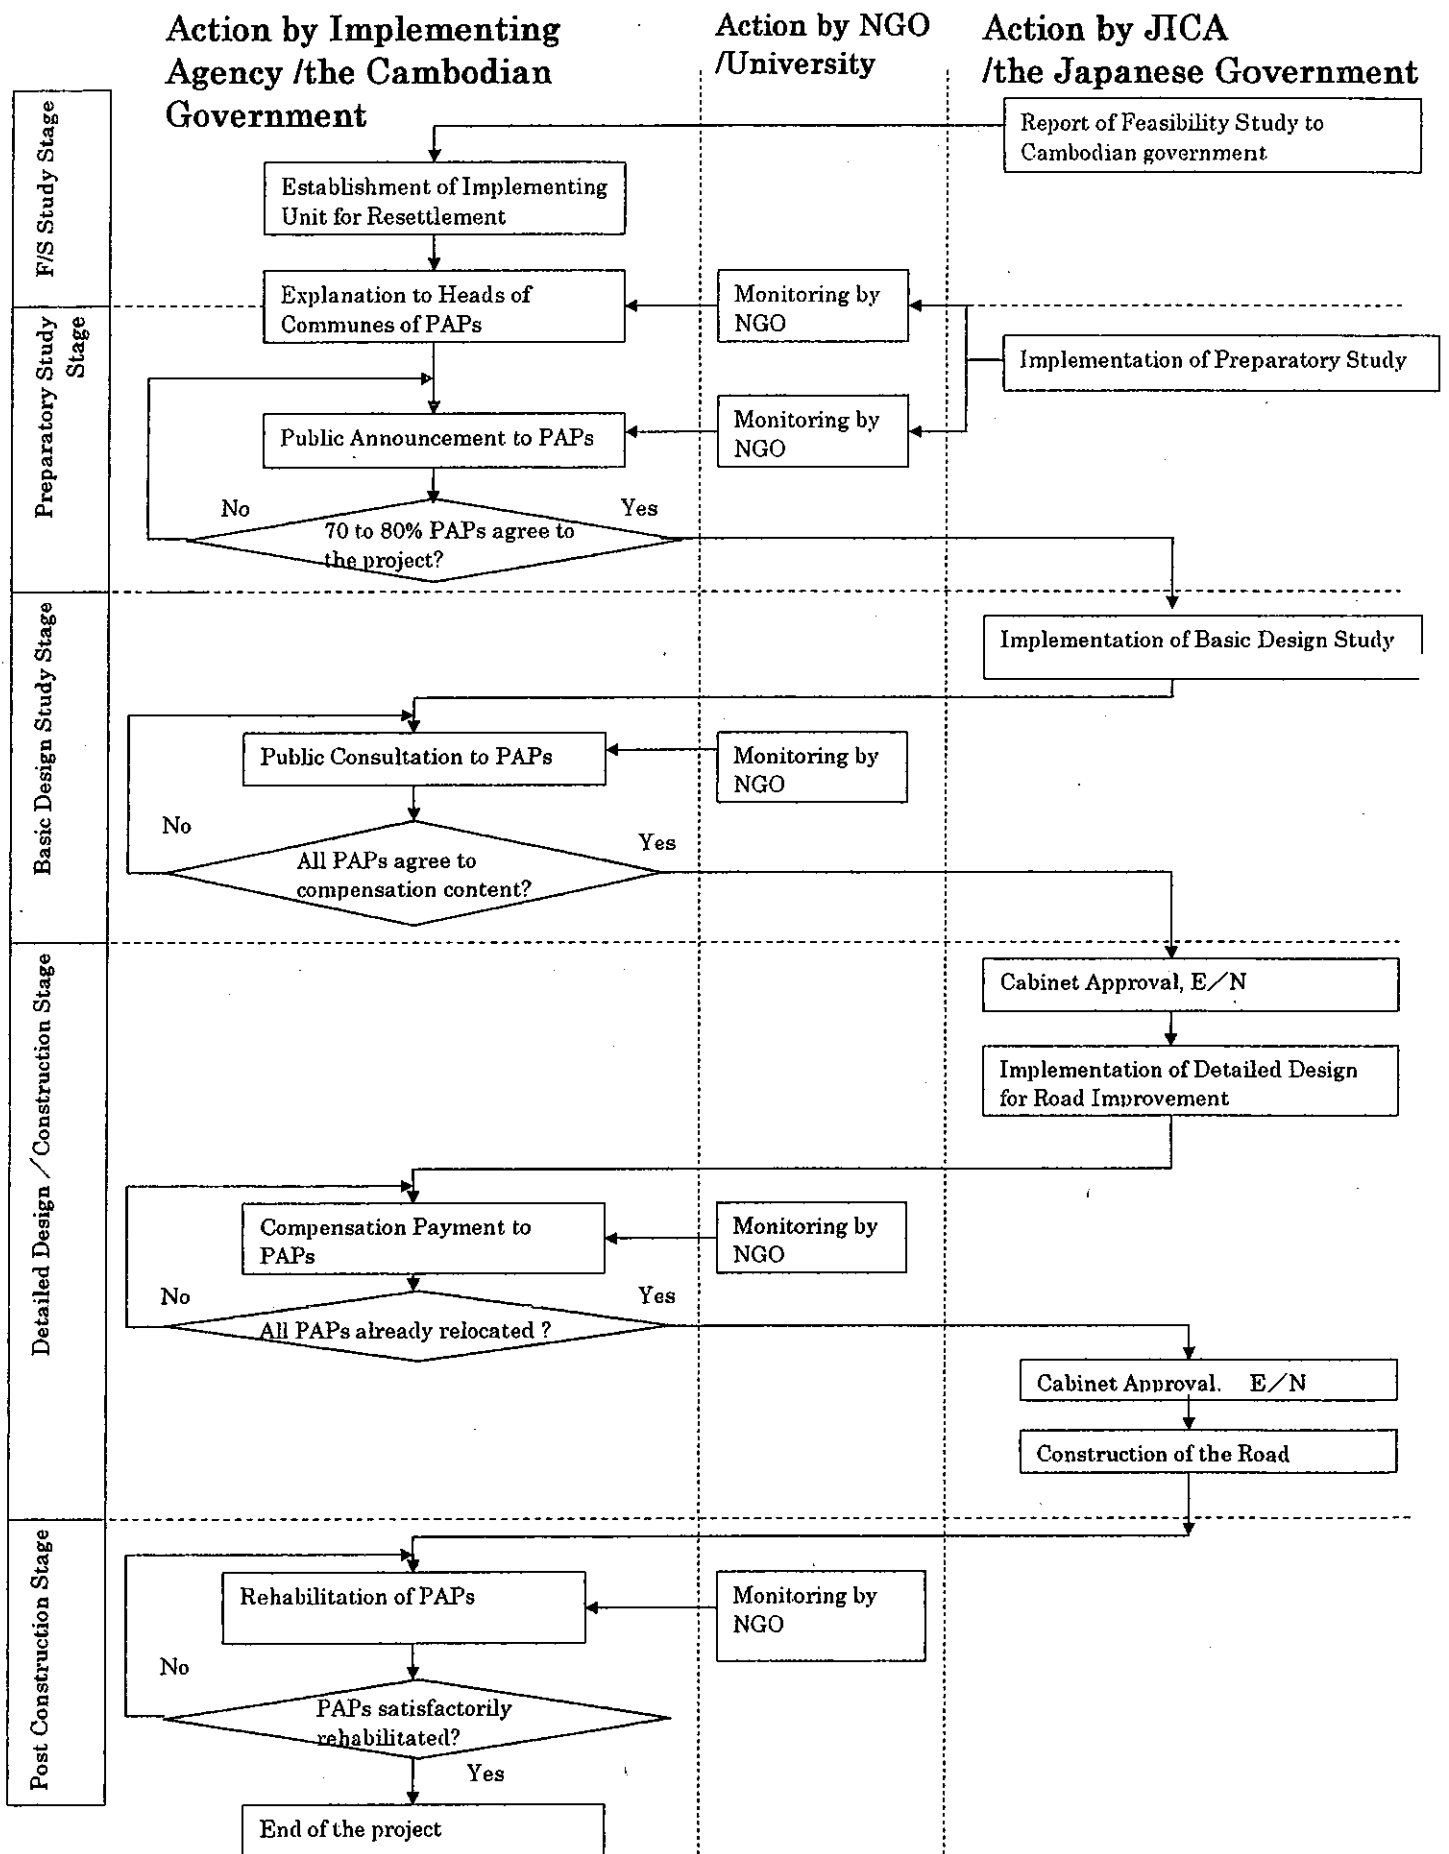 Action by Implementing
Agency /the Cambodian
Government
Action by NGO
/University
Action by JICA
/the Japanese Government
F/S Study Stage
Report of Feasibility Study to
Cambodian government
Establishment of Implementing
Unit for Resettlement
Explanation to Heads of
Communes of PAPs
Monitoring by
NGO
Preparatory Study
Stage
Implementation of Preparatory Study
Public Announcement to PAPs
Monitoring by
NGO
No
Yes
70 to 80% PAPs agree to
the project?
Basic Design Study Stage
Implementation of Basic Design Study
Public Consultation to PAPs
Monitoring by
NGO
No
Yes
All PAPs agree to
compensation content?
Detailed Design／Construction Stage
Cabinet Approval, E／N
Implementation of Detailed Design
for Road Improvement
Compensation Payment to
PAPs
Monitoring by
NGO
No
Yes
All PAPs already relocated ?
Cabinet Approval. E／N
Construction of the Road
Post Construction Stage
Rehabilitation of PAPs
Monitoring by
NGO
No
PAPs satisfactorily
rehabilitated?
Yes
End of the project